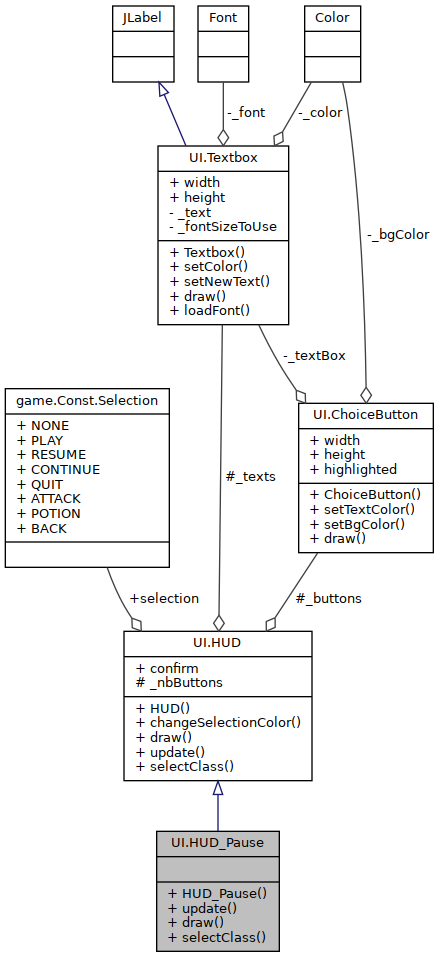 JLabel
Font
Color
-_font
-_color
UI.Textbox
+ width
+ height
- _text
- _fontSizeToUse
+ Textbox()
+ setColor()
+ setNewText()
+ draw()
+ loadFont()
-_bgColor
-_textBox
game.Const.Selection
+ NONE
+ PLAY
+ RESUME
+ CONTINUE
+ QUIT
+ ATTACK
+ POTION
+ BACK
UI.ChoiceButton
+ width
+ height
+ highlighted
+ ChoiceButton()
+ setTextColor()
+ setBgColor()
+ draw()
#_texts
+selection
#_buttons
UI.HUD
+ confirm
# _nbButtons
+ HUD()
+ changeSelectionColor()
+ draw()
+ update()
+ selectClass()
UI.HUD_Pause
+ HUD_Pause()
+ update()
+ draw()
+ selectClass()